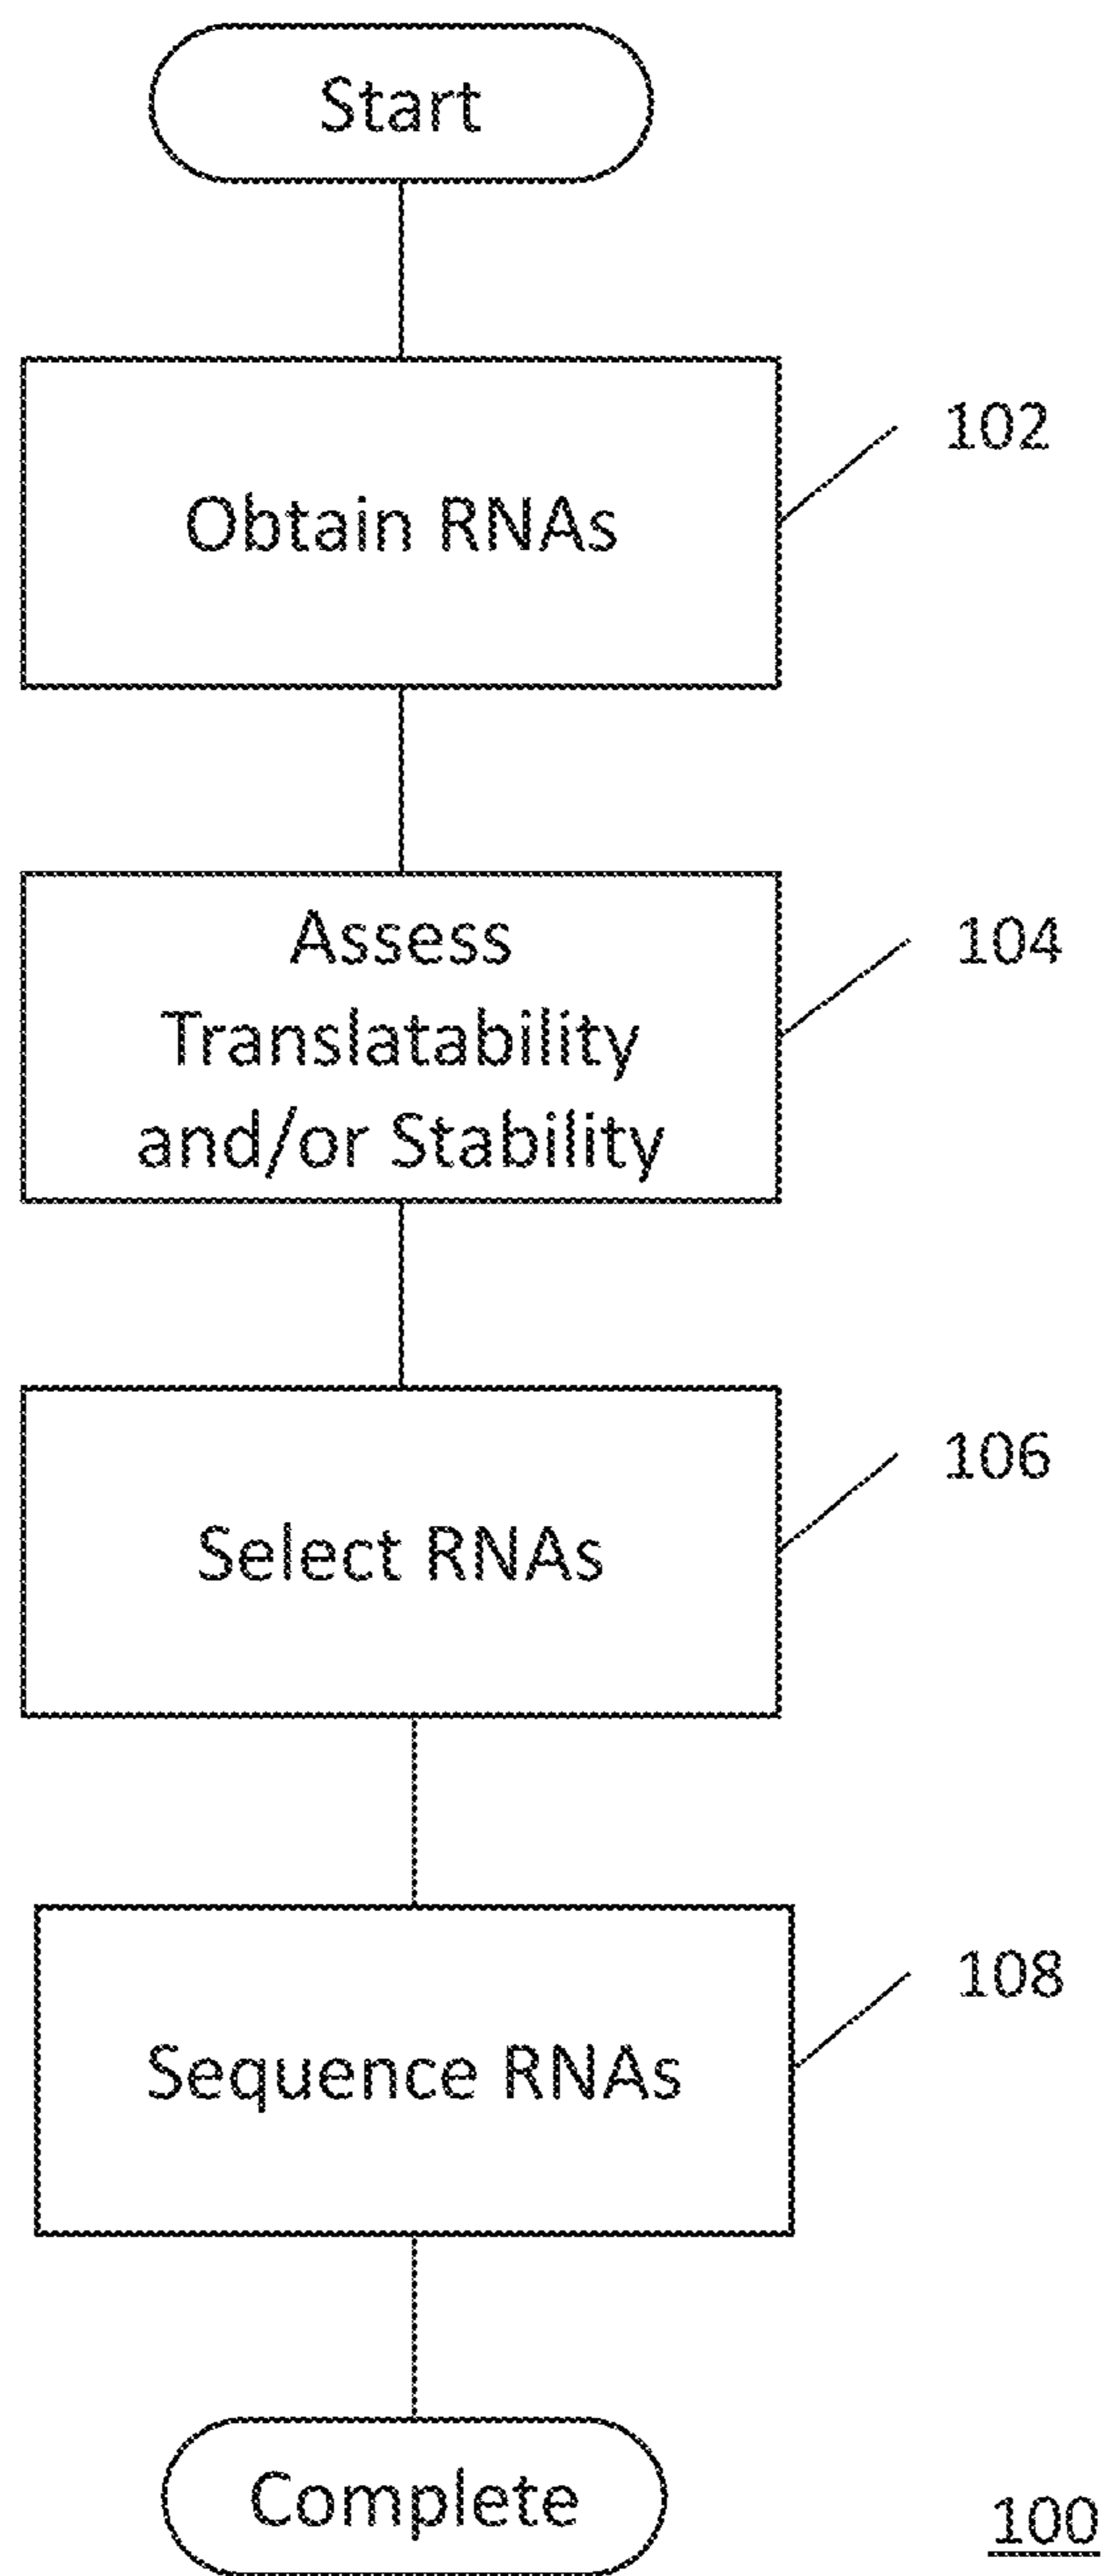 Start
Obtain RNAs
102
Assess
Translatability
and/or Stability
104
Select RNAs
106
Sequence RNAs
108
Complete
100